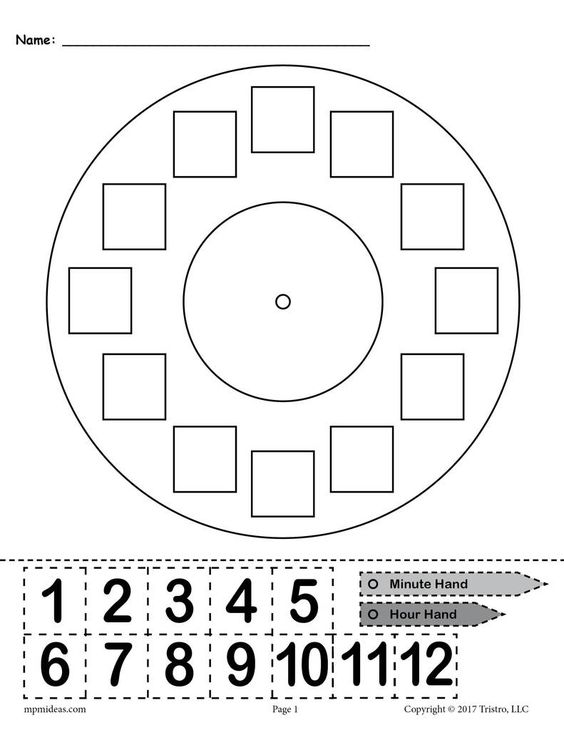 Name: ___________________________________
1 2 3 4 5
Minute Hand
Hour Hand
6 7 8 9 10 11 12
mpmideas.com Page 1 Copyright © 2017 Tristro, LLC